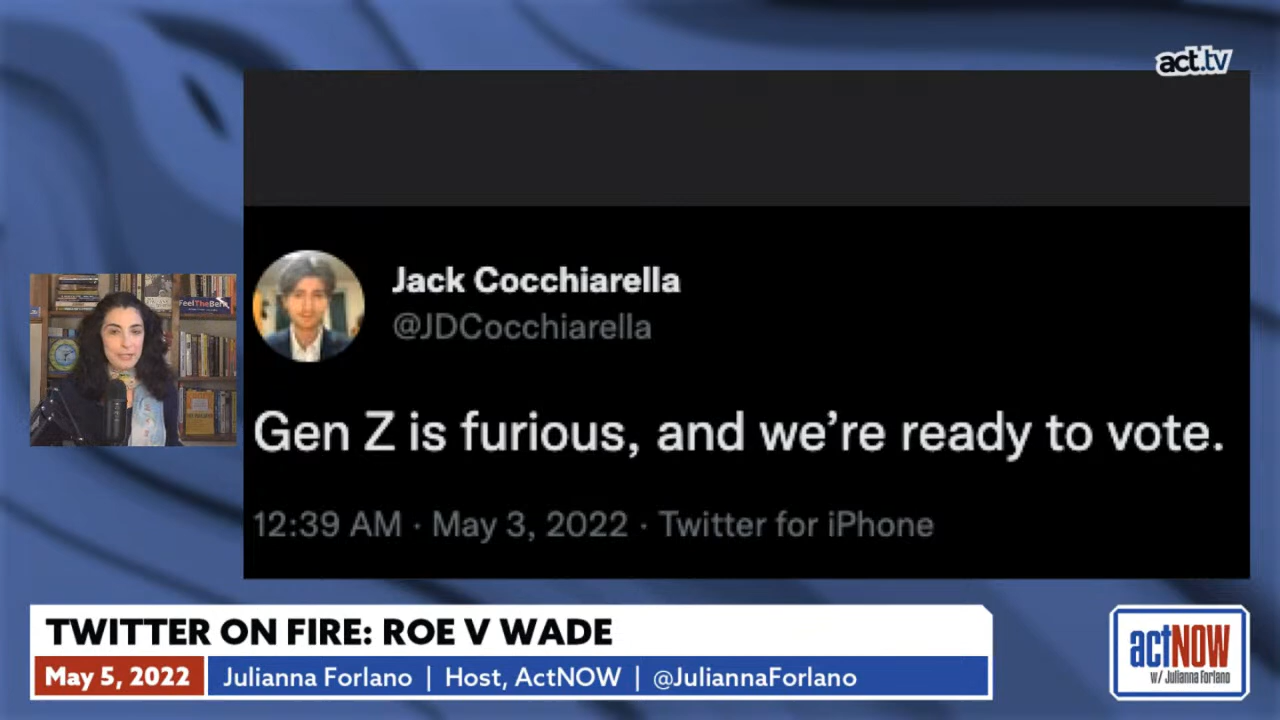 act.tv
Jack Cocchiarella
@JDCocchiarella
FeelTheBern
Gen Z is furious, and we’re ready to vote.
12:39 AM · May 3, 2022 · Twitter for iPhone
TWITTER ON FIRE: ROE V WADE
May 5, 2022
Julianna Forlano | Host, ActNOW | @JuliannaForlano
actNOW
w/ Julianna Forlano